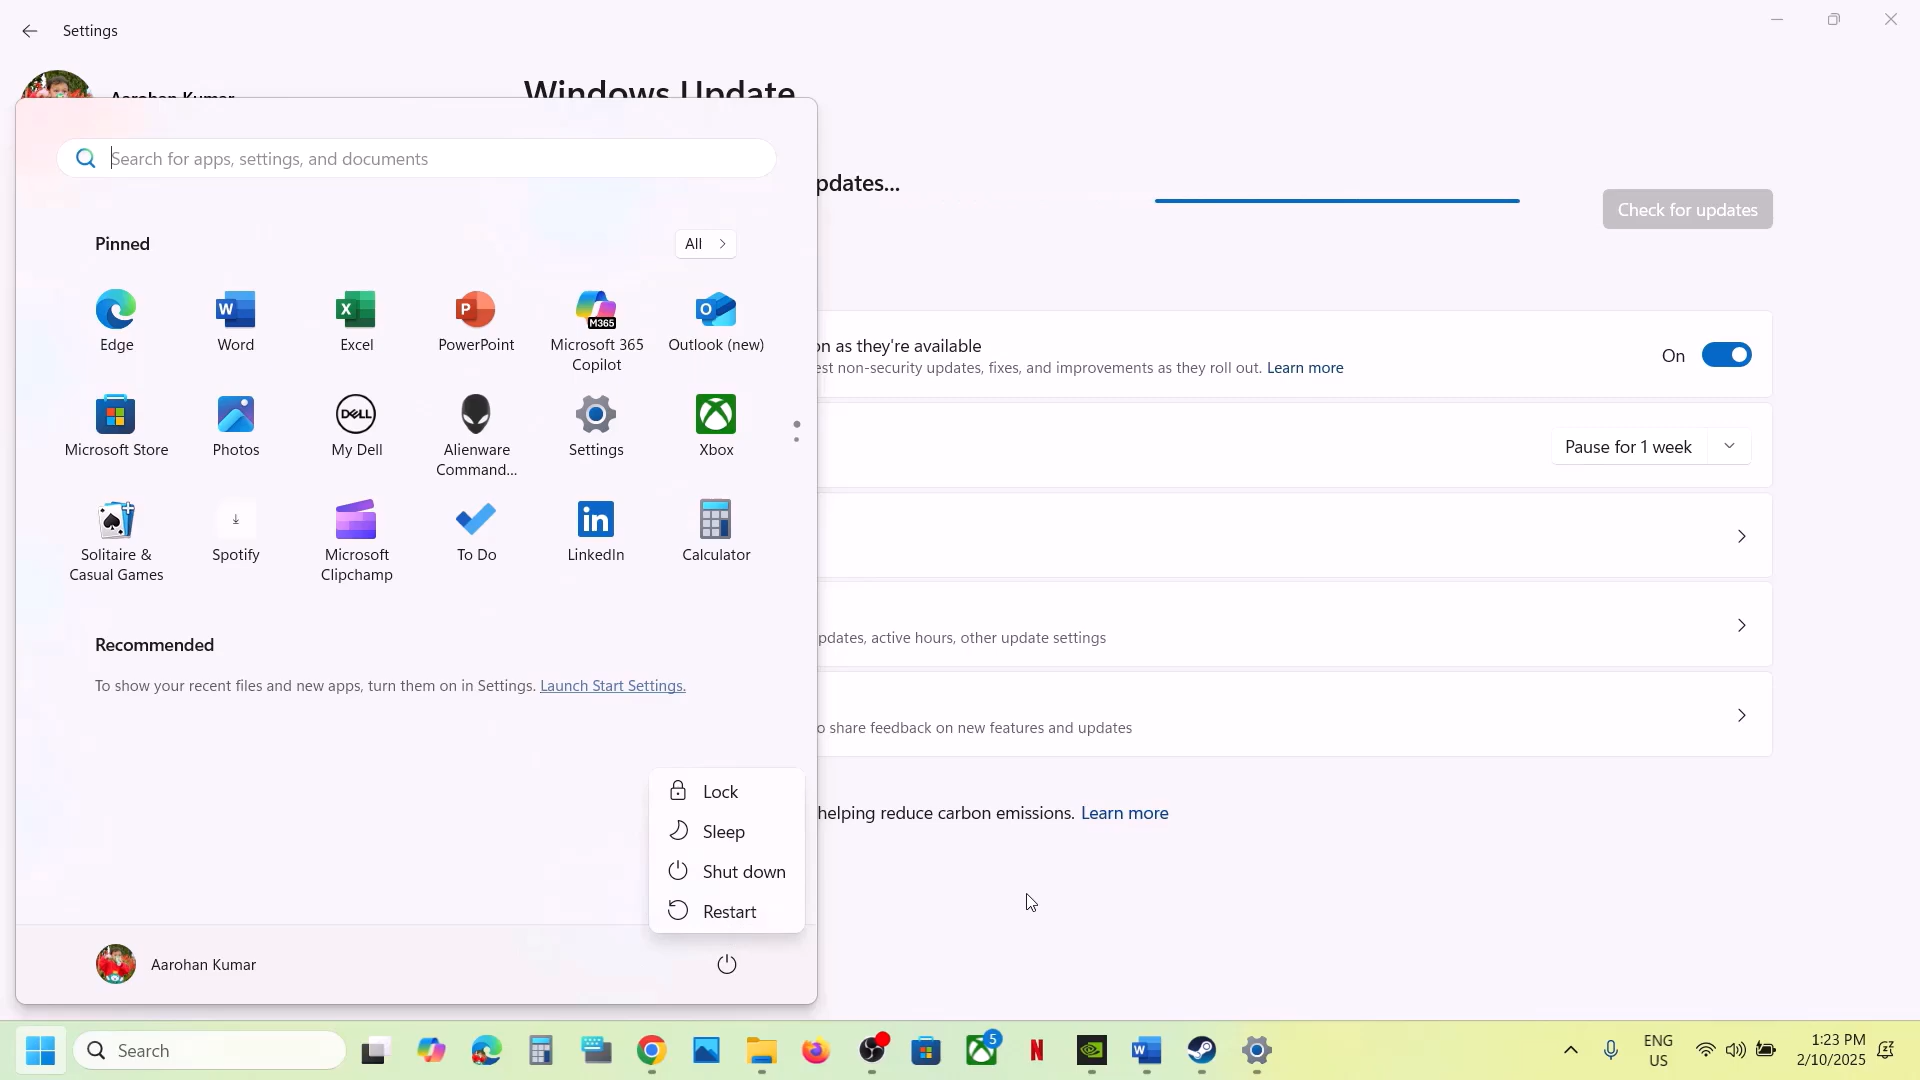 Settings
Aarohan Kumar
Windows Update
pdates...
Check for updates
Search for apps, settings, and documents
Pinned
All
Edge
Word
Excel
PowerPoint
Microsoft 365
Copilot
Outlook (new)
M365
Microsoft Store
Photos
DELL
My Dell
Alienware
Command...
Settings
Xbox
Solitaire &
Casual Games
Spotify
Microsoft
Clipchamp
To Do
LinkedIn
Calculator
Recommended
To show your recent files and new apps, turn them on in Settings. Launch Start Settings.
Lock
Sleep
Shut down
Restart
Aarohan Kumar
on as they're available
est non-security updates, fixes, and improvements as they roll out. Learn more
On
Pause for 1 week
pdates, active hours, other update settings
o share feedback on new features and updates
helping reduce carbon emissions. Learn more
Search
5
ENG
US
1:23 PM
2/10/2025